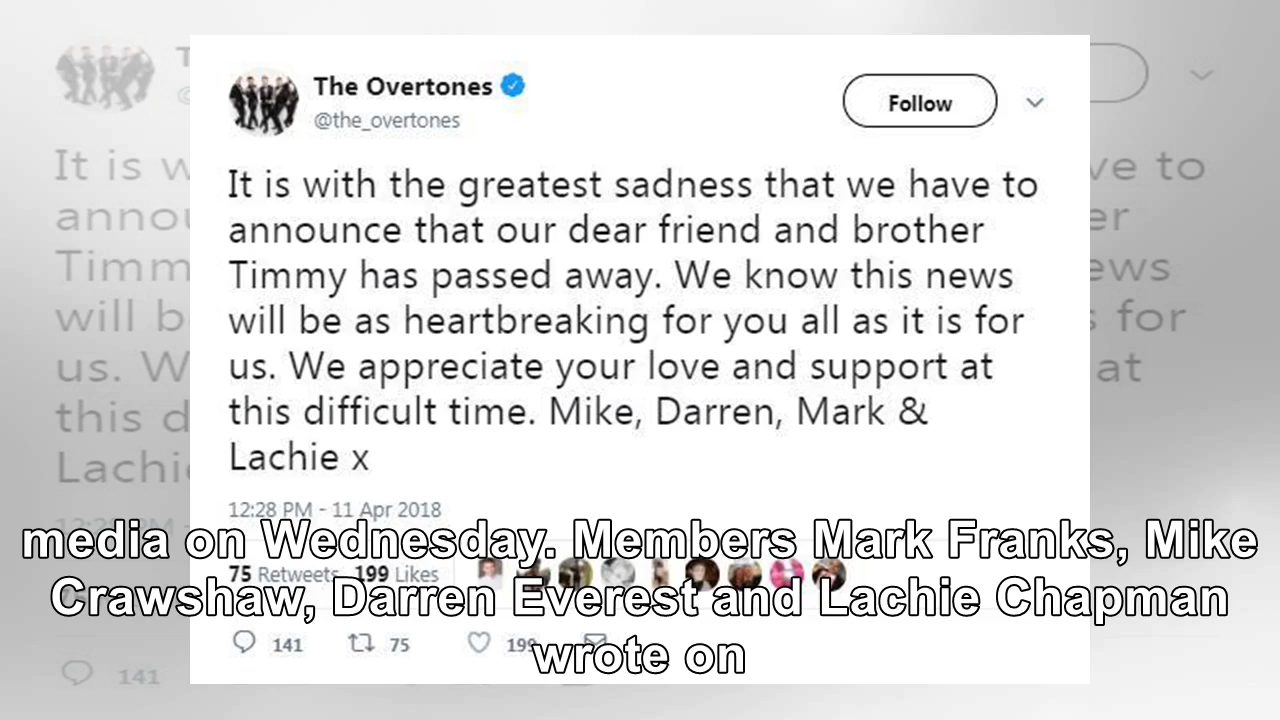 The Overtones
@the_overtones
Follow
It is with the greatest sadness that we have to
announce that our dear friend and brother
Timmy has passed away. We know this news
will be as heartbreaking for you all as it is for
us. We appreciate your love and support at
this difficult time. Mike, Darren, Mark &
Lachie x
12:28 PM - 11 Apr 2018
75 Retweets 199 Likes
141 75 199
media on Wednesday. Members Mark Franks, Mike
Crawshaw, Darren Everest and Lachie Chapman
wrote on